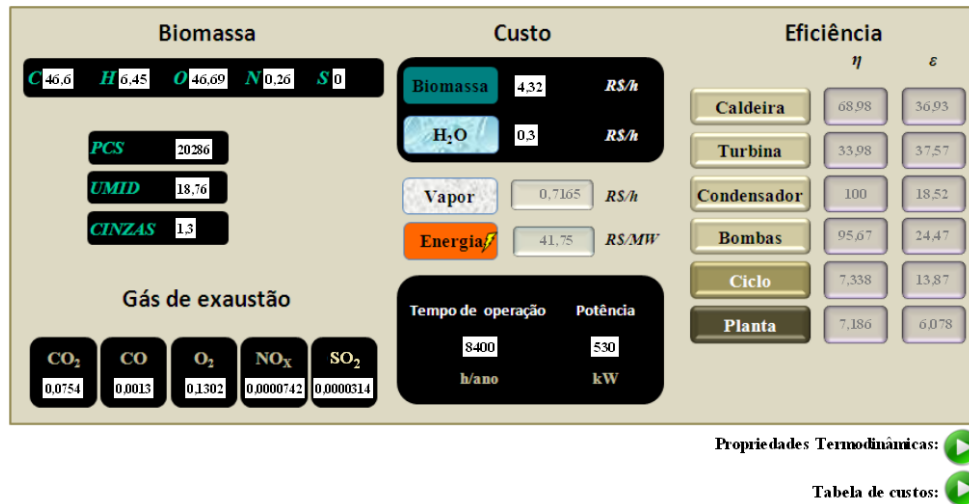 Biomassa
C 46,6 H 6,45 O 46,69 N 0,26 S 0
PCS 20286
UMID 18,76
CINZAS 1,3
Gás de exaustão
CO₂ CO O₂ NOX SO₂
0,0754 0,0013 0,1302 0,0000742 0,0000314
Custo
Biomassa 4,32 R$/h
H₂O 0,3 R$/h
Vapor 0,7165 R$/h
Energia 41,75 R$/MW
Tempo de operação Potência
8400 530
h/ano kW
Eficiência
η ε
Caldeira 68,98 36,93
Turbina 33,98 37,57
Condensador 100 18,52
Bombas 95,67 24,47
Ciclo 7,338 13,87
Planta 7,186 6,078
Propriedades Termodinâmicas:
Tabela de custos: